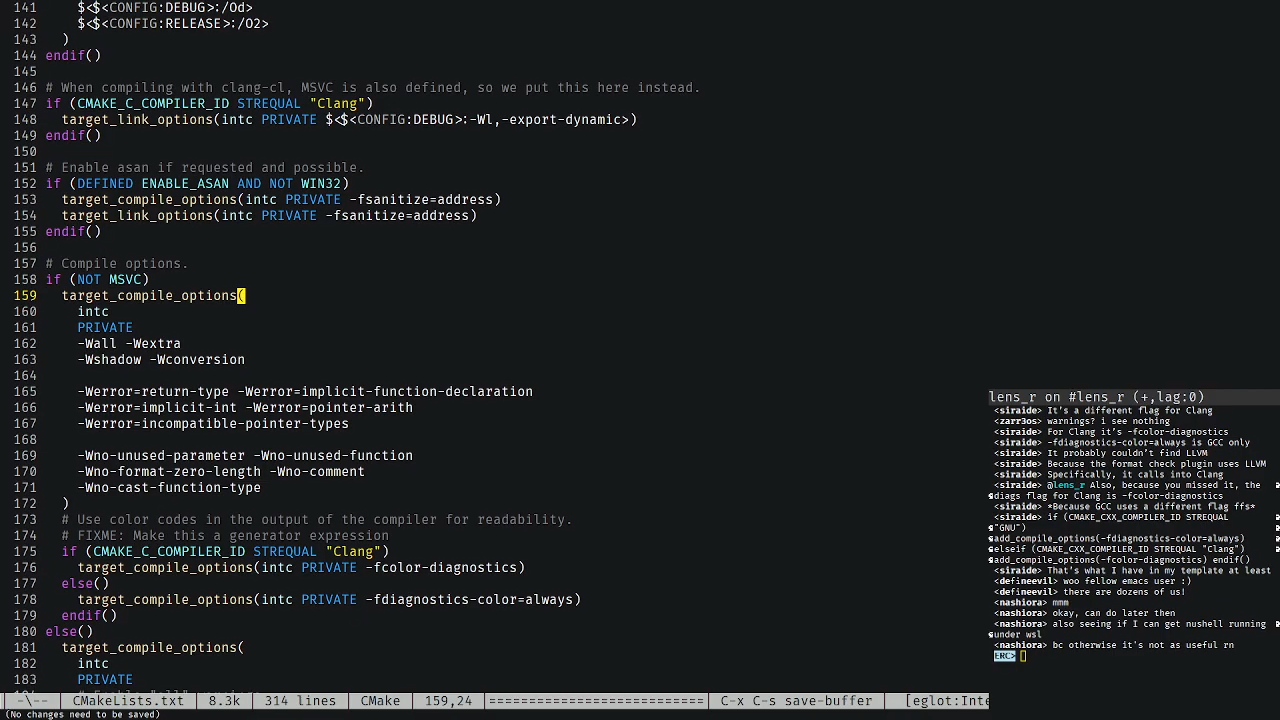 141     $<$<CONFIG:DEBUG>:/Od>
142     $<$<CONFIG:RELEASE>:/O2>
143   )
144 endif()
145
146 # When compiling with clang-cl, MSVC is also defined, so we put this here instead.
147 if (CMAKE_C_COMPILER_ID STREQUAL "Clang")
148   target_link_options(intc PRIVATE $<$<CONFIG:DEBUG>:-Wl,-export-dynamic>)
149 endif()
150
151 # Enable asan if requested and possible.
152 if (DEFINED ENABLE_ASAN AND NOT WIN32)
153   target_compile_options(intc PRIVATE -fsanitize=address)
154   target_link_options(intc PRIVATE -fsanitize=address)
155 endif()
156
157 # Compile options.
158 if (NOT MSVC)
159   target_compile_options(
160     intc
161     PRIVATE
162     -Wall -Wextra
163     -Wshadow -Wconversion
164
165     -Werror=return-type -Werror=implicit-function-declaration
166     -Werror=implicit-int -Werror=pointer-arith
167     -Werror=incompatible-pointer-types
168
169     -Wno-unused-parameter -Wno-unused-function
170     -Wno-format-zero-length -Wno-comment
171     -Wno-cast-function-type
172   )
173   # Use color codes in the output of the compiler for readability.
174   # FIXME: Make this a generator expression
175   if (CMAKE_C_COMPILER_ID STREQUAL "Clang")
176     target_compile_options(intc PRIVATE -fcolor-diagnostics)
177   else()
178     target_compile_options(intc PRIVATE -fdiagnostics-color=always)
179   endif()
180 else()
181   target_compile_options(
182     intc
183     PRIVATE
lens_r on #lens_r (+,lag:0)
<siraide> It's a different flag for Clang
<zarr3os> warnings? i see nothing
<siraide> For Clang it's -fcolor-diagnostics
<siraide> -fdiagnostics-color=always is GCC only
<siraide> It probably couldn't find LLVM
<siraide> Because the format check plugin uses LLVM
<siraide> Specifically, it calls into Clang
<siraide> @lens_r Also, because you missed it, the
diags flag for Clang is -fcolor-diagnostics
<siraide> *Because GCC uses a different flag ffs*
<siraide> if (CMAKE_CXX_COMPILER_ID STREQUAL
"GNU")
add_compile_options(-fdiagnostics-color=always)
elseif (CMAKE_CXX_COMPILER_ID STREQUAL "Clang")
add_compile_options(-fcolor-diagnostics) endif()
<siraide> That's what I have in my template at least
<defineevil> woo fellow emacs user :)
<defineevil> there are dozens of us!
<nashiora> mmm
<nashiora> okay, can do later then
<nashiora> also seeing if I can get nushell running
under wsl
<nashiora> bc otherwise it's not as useful rn
ERC>
-\-- CMakeLists.txt 8.3k 314 lines CMake 159,24 =========================== C-x C-s save-buffer [eglot:Inte
(No changes need to be saved)